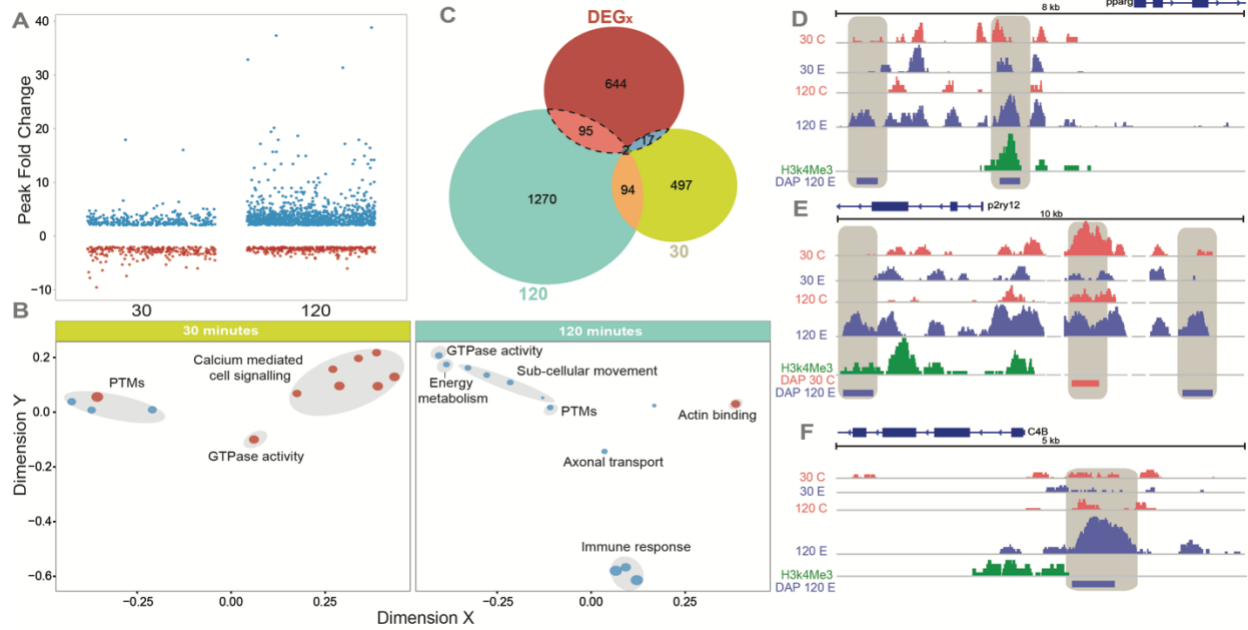 A
Peak Fold Change
40
30
20
10
0
−10
30
120
B
30 minutes
120 minutes
Dimension Y
0.2
0.0
−0.2
−0.4
−0.6
PTMs
Calcium mediated
cell signalling
GTPase activity
GTPase activity
Energy
metabolism
Sub-cellular movement
PTMs
Actin binding
Axonal transport
Immune response
−0.25
0.00
0.25
−0.25
0.00
0.25
Dimension X
C
DEGx
644
95
17
2
94
497
1270
30
120
D
pparg
8 kb
30 C
30 E
120 C
120 E
H3k4Me3
DAP 120 E
E
p2ry12
10 kb
30 C
30 E
120 C
120 E
H3k4Me3
DAP 30 C
DAP 120 E
F
C4B
5 kb
30 C
30 E
120 C
120 E
H3k4Me3
DAP 120 E